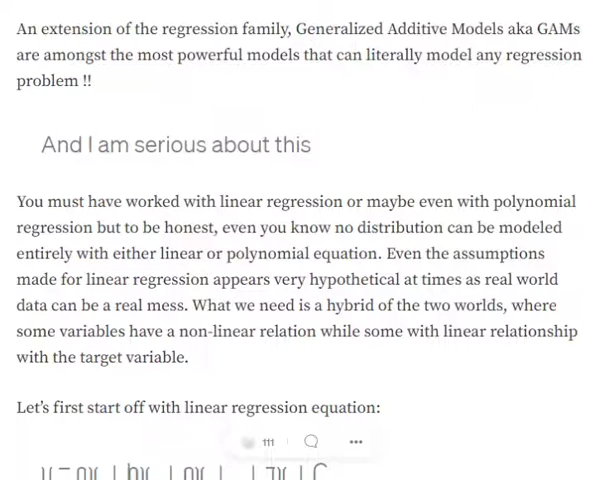 An extension of the regression family, Generalized Additive Models aka GAMs
are amongst the most powerful models that can literally model any regression
problem !!
And I am serious about this
You must have worked with linear regression or maybe even with polynomial
regression but to be honest, even you know no distribution can be modeled
entirely with either linear or polynomial equation. Even the assumptions
made for linear regression appears very hypothetical at times as real world
data can be a real mess. What we need is a hybrid of the two worlds, where
some variables have a non-linear relation while some with linear relationship
with the target variable.
Let’s first start off with linear regression equation:
111